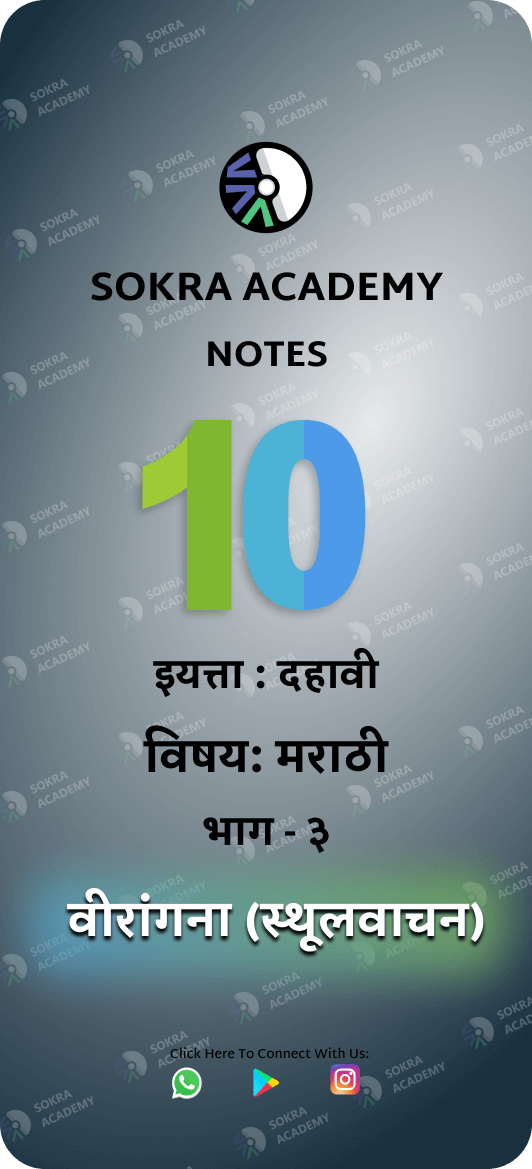 SOKRA ACADEMY
NOTES
10
इयत्ता : दहावी
विषय: मराठी
भाग - ३
वीरांगना (स्थूलवाचन)
Click Here To Connect With Us: